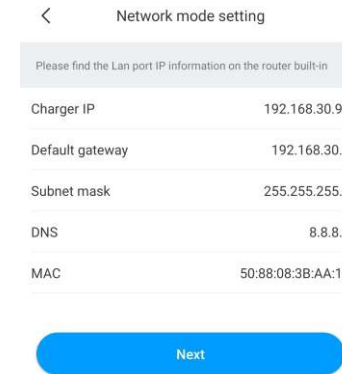 Network mode setting
Please find the Lan port IP information on the router built-in
Charger IP 192.168.30.9
Default gateway 192.168.30.
Subnet mask 255.255.255.
DNS 8.8.8.
MAC 50:88:08:3B:AA:1
Next